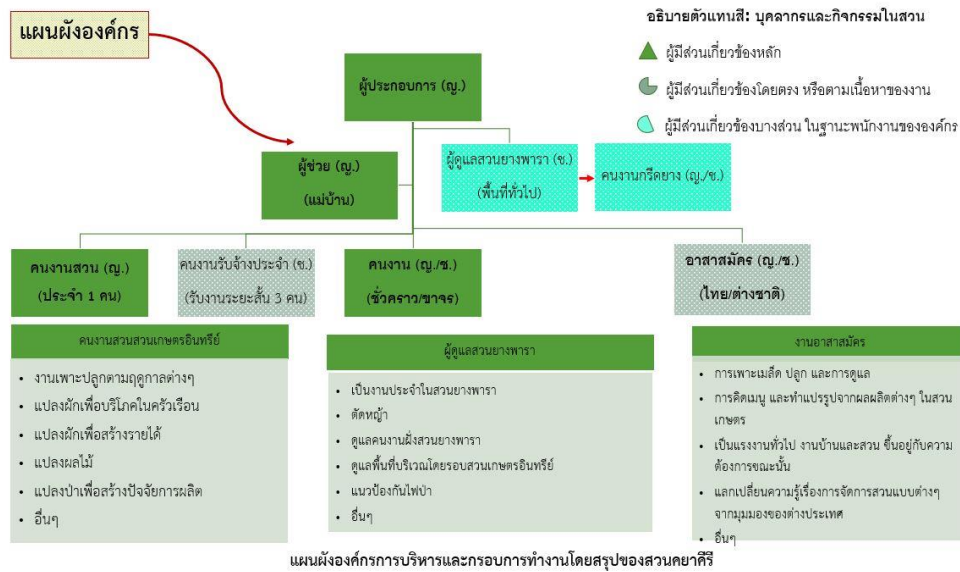 แผนผังองค์กร
อธิบายตัวแทนสี: บุคลากรและกิจกรรมในสวน
ผู้มีส่วนเกี่ยวข้องหลัก
ผู้มีส่วนเกี่ยวข้องโดยตรง หรือตามเนื้อหาของงาน
ผู้มีส่วนเกี่ยวข้องบางส่วน ในฐานะพนักงานขององค์กร
ผู้ประกอบการ (ญ.)
ผู้ช่วย (ญ.)
(แม่บ้าน)
ผู้ดูแลสวนยางพารา (ช.)
(พื้นที่ทั่วไป)
คนงานกรีดยาง (ญ./ช.)
คนงานสวน (ญ.)
(ประจำ 1 คน)
คนงานรับจ้างประจำ (ช.)
(รับงานระยะสั้น 3 คน)
คนงาน (ญ./ช.)
(ชั่วคราว/ขาจร)
อาสาสมัคร (ญ./ช.)
(ไทย/ต่างชาติ)
คนงานสวนสวนเกษตรอินทรีย์
• งานเพาะปลูกตามฤดูกาลต่างๆ
• แปลงผักเพื่อบริโภคในครัวเรือน
• แปลงผักเพื่อสร้างรายได้
• แปลงผลไม้
• แปลงป่าเพื่อสร้างปัจจัยการผลิต
• อื่นๆ
ผู้ดูแลสวนยางพารา
• เป็นงานประจำในสวนยางพารา
• ตัดหญ้า
• ดูแลคนงานฝั่งสวนยางพารา
• ดูแลพื้นที่บริเวณโดยรอบสวนเกษตรอินทรีย์
• แนวป้องกันไฟป่า
• อื่นๆ
งานอาสาสมัคร
• การเพาะเมล็ด ปลูก และการดูแล
• การคิดเมนู และทำแปรรูปจากผลผลิตต่างๆ ในสวน
เกษตร
• เป็นแรงงานทั่วไป งานบ้านและสวน ขึ้นอยู่กับความ
ต้องการขณะนั้น
• แลกเปลี่ยนความรู้เรื่องการจัดการสวนแบบต่างๆ
จากมุมมองของต่างประเทศ
• อื่นๆ
แผนผังองค์กรการบริหารและกรอบการทำงานโดยสรุปของสวนคยาคีรี